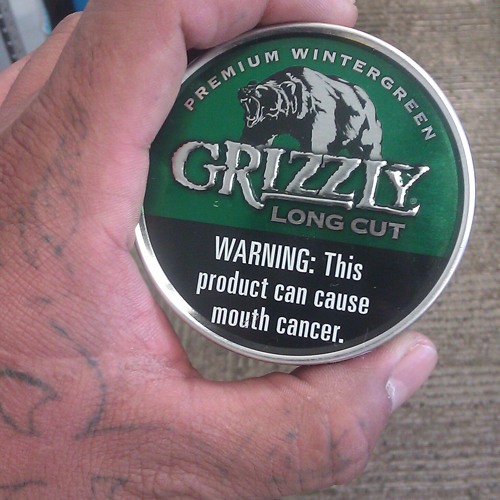 PREMIUM WINTERGREEN
GRIZZLY
LONG CUT
WARNING: This
product can cause
mouth cancer.